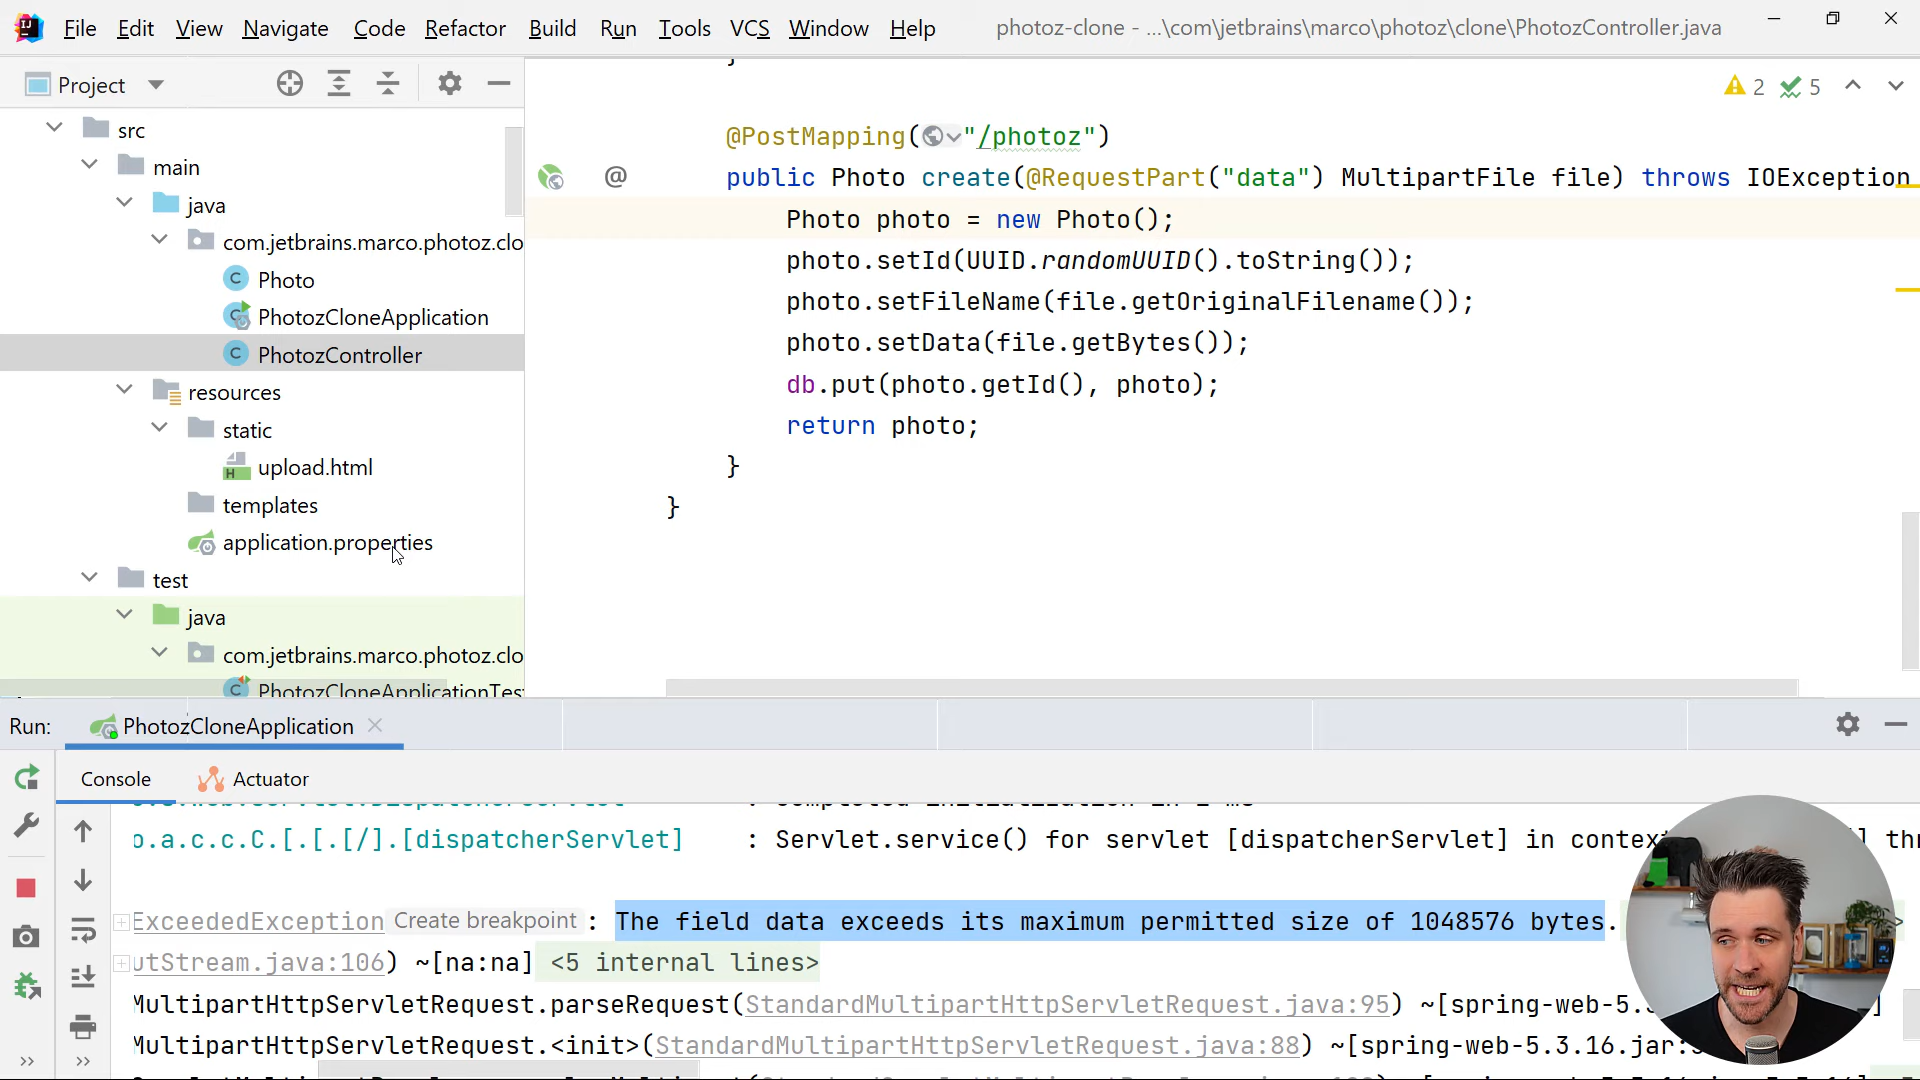 File Edit View Navigate Code Refactor Build Run Tools VCS Window Help photoz-clone - ...\com\jetbrains\marco\photoz\clone\PhotozController.java
Project
2 5
src
main
java
com.jetbrains.marco.photoz.clo
Photo
PhotozCloneApplication
PhotozController
resources
static
upload.html
templates
application.properties
test
java
com.jetbrains.marco.photoz.clo
PhotozCloneApplicationTes
}
@PostMapping("/photoz")
@ public Photo create(@RequestPart("data") MultipartFile file) throws IOException
Photo photo = new Photo();
photo.setId(UUID.randomUUID().toString());
photo.setFileName(file.getOriginalFilename());
photo.setData(file.getBytes());
db.put(photo.getId(), photo);
return photo;
}
}
Run: PhotozCloneApplication
Console Actuator
o.a.c.c.C.[.[.[/].[dispatcherServlet] : Servlet.service() for servlet [dispatcherServlet] in
ExceededException Create breakpoint : The field data exceeds its maximum permitted size of 1048576 bytes.
utStream.java:106) ~[na:na] <5 internal lines>
MultipartHttpServletRequest.parseRequest(StandardMultipartHttpServletRequest.java:95) ~[spring-web-5.
MultipartHttpServletRequest.<init>(StandardMultipartHttpServletRequest.java:88) ~[spring-web-5.3.16.jar: